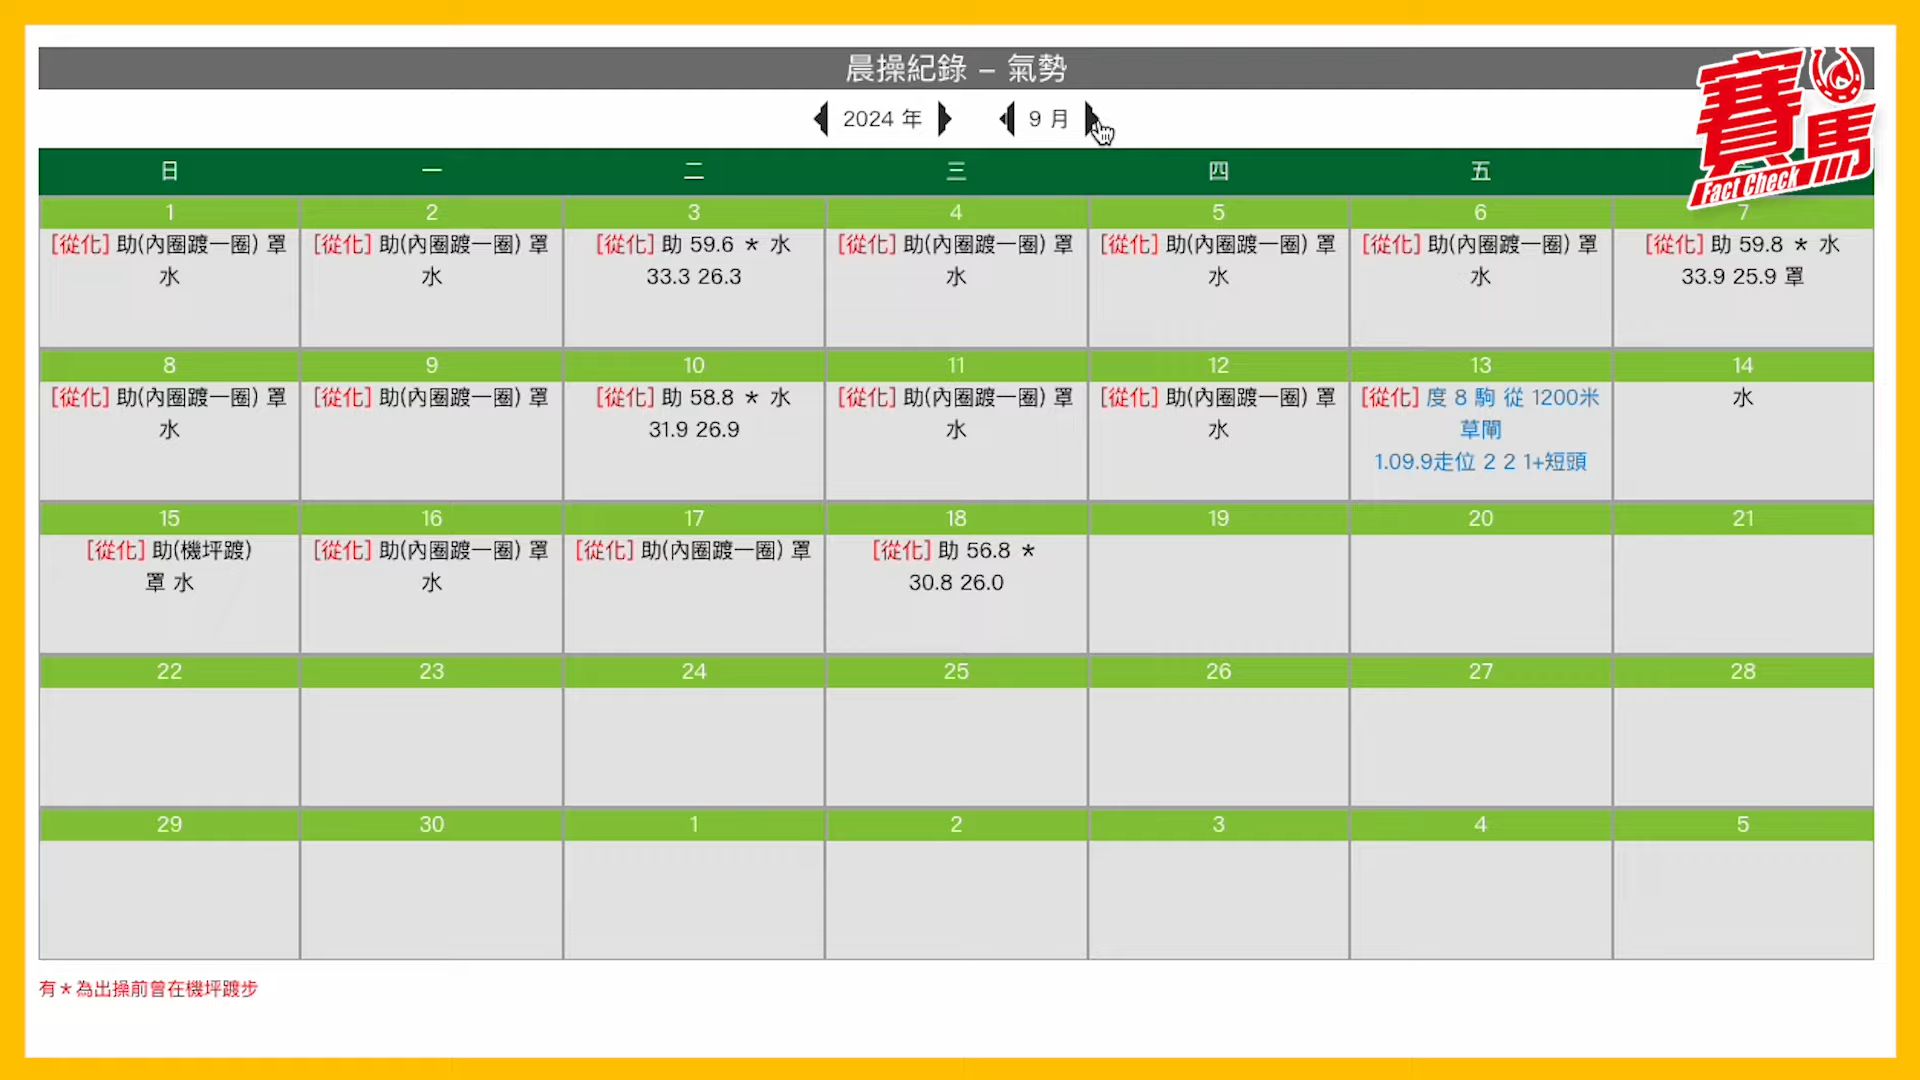 晨操紀錄 – 氣勢
2024 年 9 月
賽馬
Fact Check
日 一 二 三 四 五
1 2 3 4 5 6 7
[從化] 助(內圈踱一圈) 罩
水
[從化] 助(內圈踱一圈) 罩
水
[從化] 助 59.6 * 水
33.3 26.3
[從化] 助(內圈踱一圈) 罩
水
[從化] 助(內圈踱一圈) 罩
水
[從化] 助(內圈踱一圈) 罩
水
[從化] 助 59.8 * 水
33.9 25.9 罩
8 9 10 11 12 13 14
[從化] 助(內圈踱一圈) 罩
水
[從化] 助(內圈踱一圈) 罩
[從化] 助 58.8 * 水
31.9 26.9
[從化] 助(內圈踱一圈) 罩
水
[從化] 助(內圈踱一圈) 罩
水
[從化] 度 8 駒 從 1200米
草閘
1.09.9走位 2 2 1+短頭
水
15 16 17 18 19 20 21
[從化] 助(機坪踱)
罩 水
[從化] 助(內圈踱一圈) 罩
水
[從化] 助(內圈踱一圈) 罩
[從化] 助 56.8 *
30.8 26.0
22 23 24 25 26 27 28
29 30 1 2 3 4 5
有 * 為出操前曾在機坪踱步